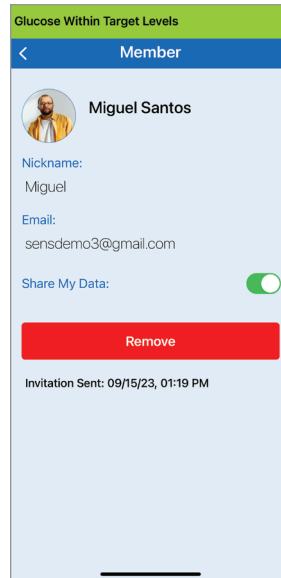 Glucose Within Target Levels
Member
Miguel Santos
Nickname:
Miguel
Email:
sensdemo3@gmail.com
Share My Data:
Remove
Invitation Sent: 09/15/23, 01:19 PM